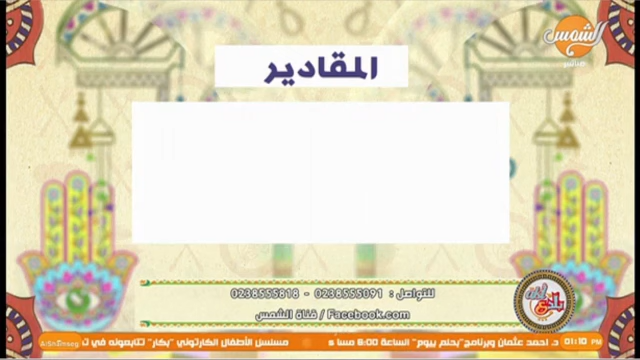 الشمس
المقادير
للتواصل : 0238555091 - 0238555818
Facebook.com / قناة الشمس
01:10 PM
د. احمد عثمان وبرنامج "بحلم بيوم" الساعة 6:00 مساء
مسلسل الأطفال الكارتوني "بكار" تتابعونه في